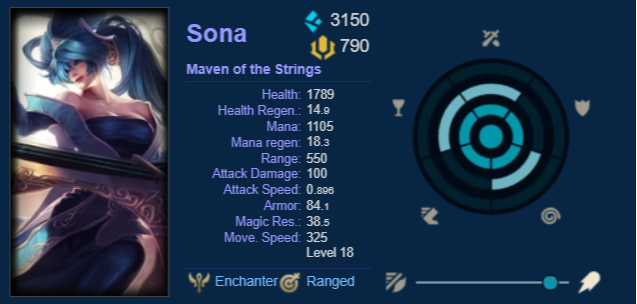 Sona
3150
790
Maven of the Strings
Health: 1789
Health Regen.: 14.9
Mana: 1105
Mana regen: 18.3
Range: 550
Attack Damage: 100
Attack Speed: 0.896
Armor: 84.1
Magic Res.: 38.5
Move. Speed: 325
Level 18
Enchanter Ranged